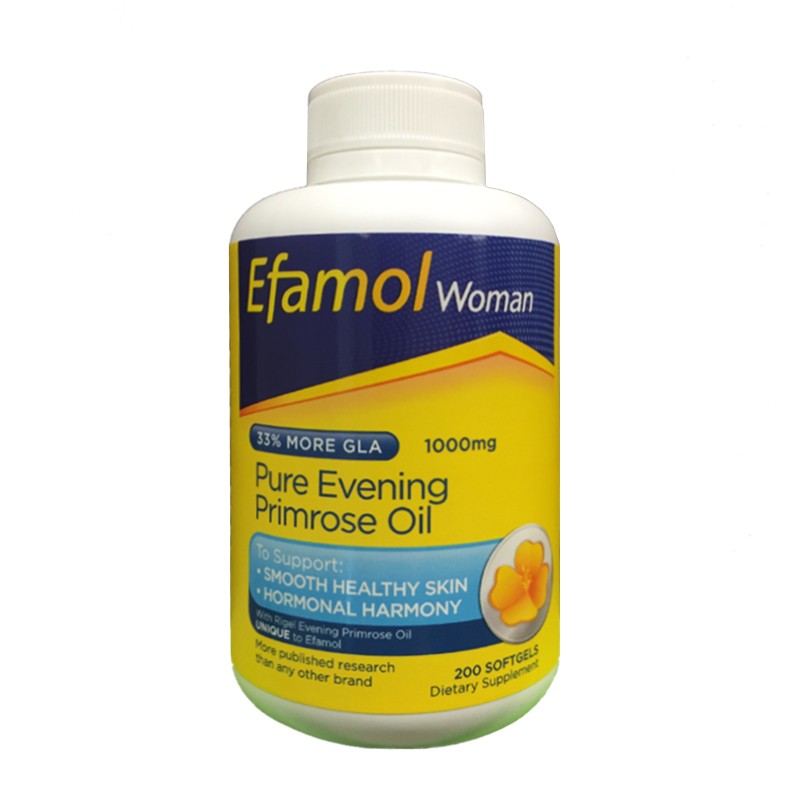 Efamol Woman
33% MORE GLA 1000mg
Pure Evening
Primrose Oil
To Support:
• SMOOTH HEALTHY SKIN
• HORMONAL HARMONY
With Rigel Evening Primrose Oil
UNIQUE to Efamol
More published research
than any other brand
200 SOFTGELS
Dietary Supplement